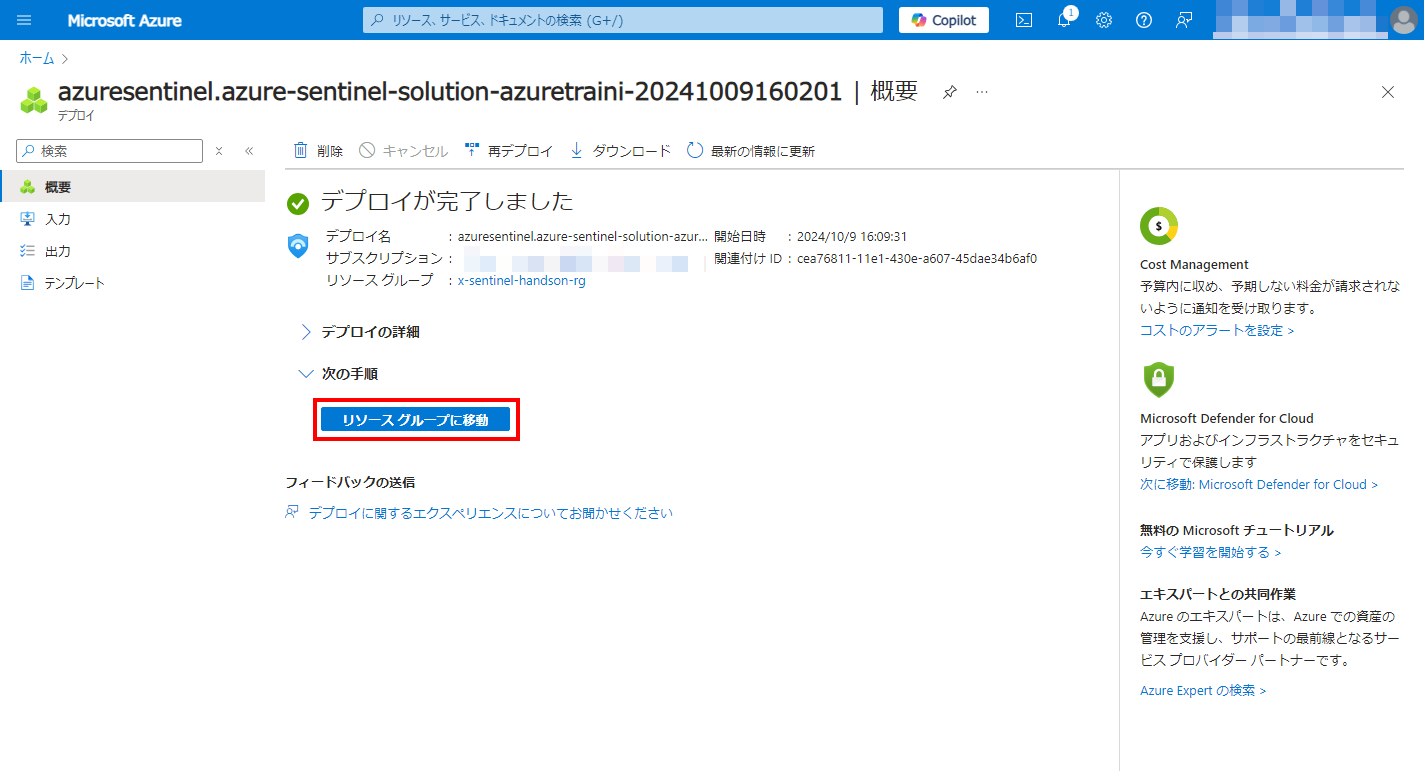 Microsoft Azure
リソース、サービス、ドキュメントの検索 (G+/)
Copilot
1
ホーム >
azuresentinel.azure-sentinel-solution-azuretraini-20241009160201 | 概要
デプロイ
検索
削除
キャンセル
再デプロイ
ダウンロード
最新の情報に更新
概要
入力
出力
テンプレート
デプロイが完了しました
デプロイ名 : azuresentinel.azure-sentinel-solution-azur...
サブスクリプション :
リソース グループ : x-sentinel-handson-rg
開始日時 : 2024/10/9 16:09:31
関連付け ID : cea76811-11e1-430e-a607-45dae34b6af0
デプロイの詳細
次の手順
リソース グループに移動
フィードバックの送信
デプロイに関するエクスペリエンスについてお聞かせください
$
Cost Management
予算内に収め、予期しない料金が請求されな
いように通知を受け取ります。
コストのアラートを設定 >
Microsoft Defender for Cloud
アプリおよびインフラストラクチャをセキュ
リティで保護します
次に移動: Microsoft Defender for Cloud >
無料の Microsoft チュートリアル
今すぐ学習を開始する >
エキスパートとの共同作業
Azure のエキスパートは、Azure での資産の
管理を支援し、サポートの最前線となるサー
ビス プロバイダー パートナーです。
Azure Expert の検索 >